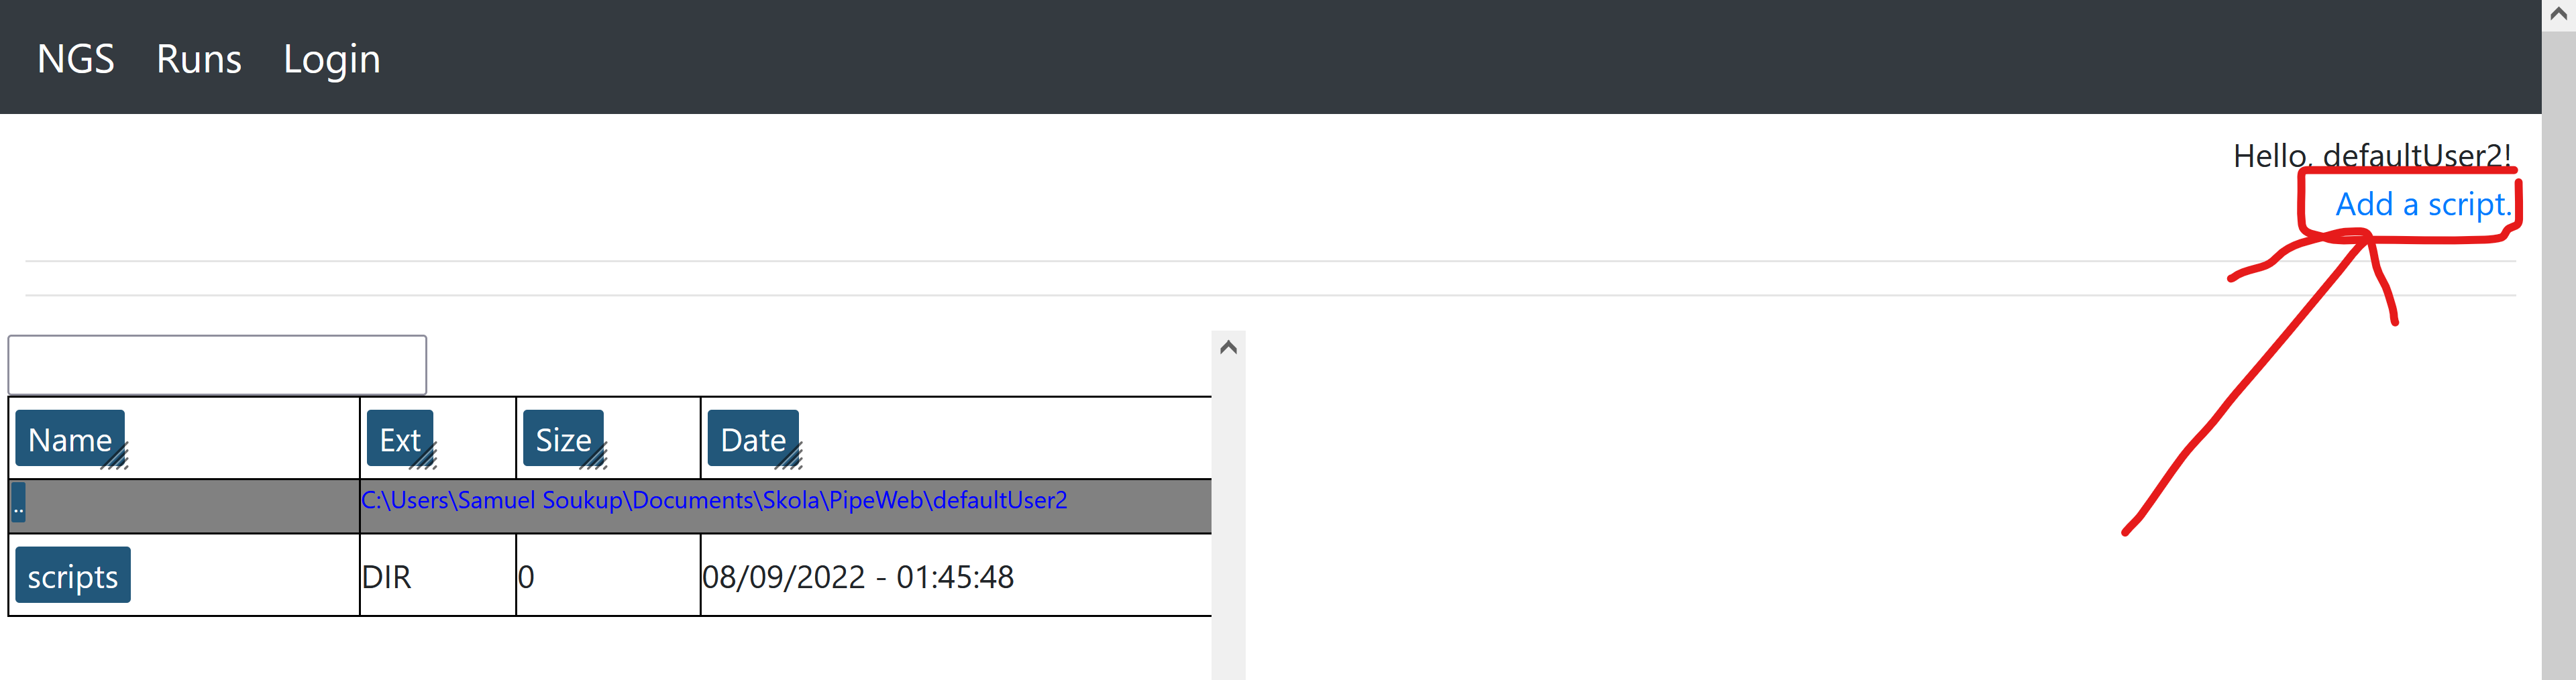 NGS Runs Login
Hello, defaultUser2!
Add a script.
Name Ext Size Date
.. C:\Users\Samuel Soukup\Documents\Skola\PipeWeb\defaultUser2
scripts DIR 0 08/09/2022 - 01:45:48